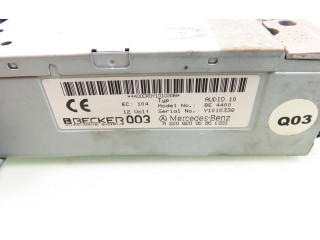 CE
EC: 104
Typ: AUDIO 10
Model No.: BE 4400
12 Volt
Serial No.: Y1010338
BECKER 003
Mercedes-Benz
Q03